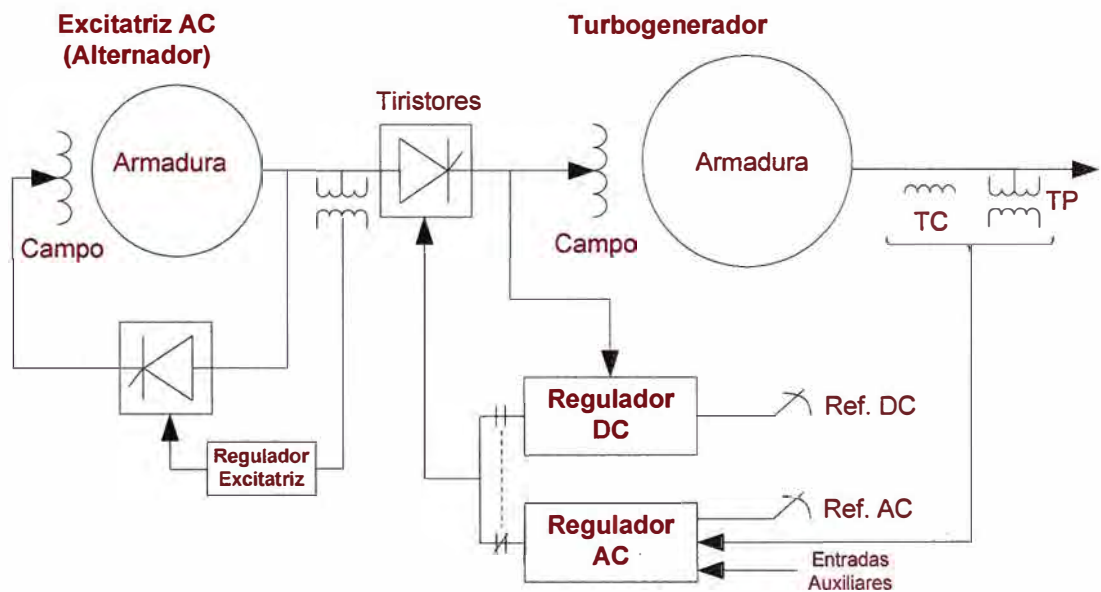 Excitatriz AC
(Alternador)
Turbogenerador
Tiristores
Armadura
Armadura
Campo
Campo
TC
TP
Regulador
DC
Ref. DC
Regulador
Excitatriz
Regulador
AC
Ref. AC
Entradas
Auxiliares